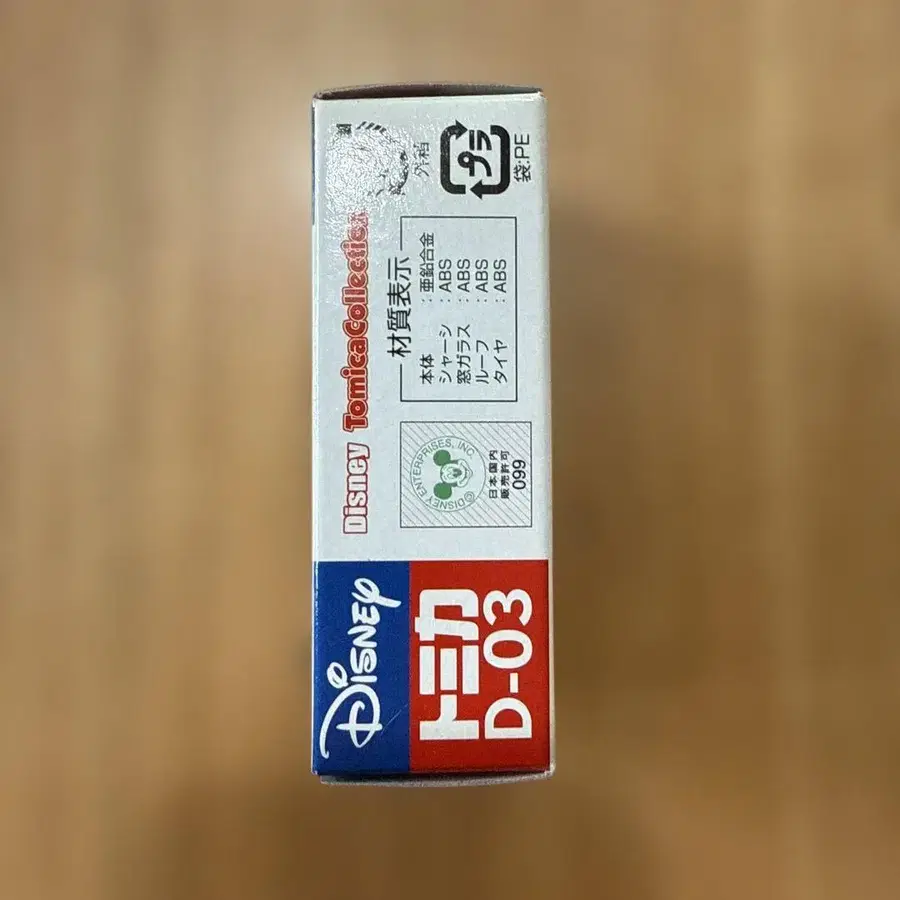 Disney
トミカ
D-03
Disney TomicaCollection
© DISNEY ENTERPRISES, INC.
日本国内
販売許可
099
材質表示
本体 : 亜鉛合金
シャーシ : ABS
窓ガラス : ABS
ルーフ : ABS
タイヤ : ABS
外箱
プラ
袋:PE